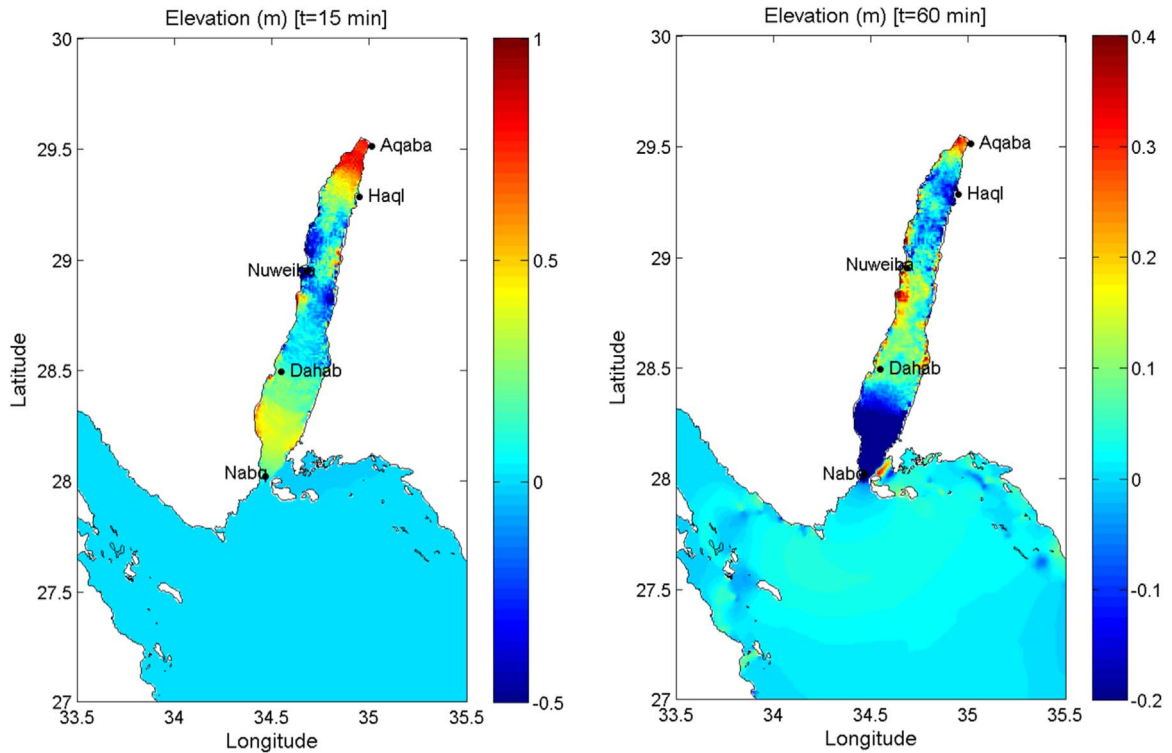 Elevation (m) [t=15 min]
30
29.5
29
28.5
28
27.5
27
33.5
34
34.5
35
35.5
Latitude
Longitude
Aqaba
Haql
Nuweiba
Dahab
Nabq
1
0.5
0
-0.5
Elevation (m) [t=60 min]
30
29.5
29
28.5
28
27.5
27
33.5
34
34.5
35
35.5
Latitude
Longitude
Aqaba
Haql
Nuweiba
Dahab
Nabq
0.4
0.3
0.2
0.1
0
-0.1
-0.2